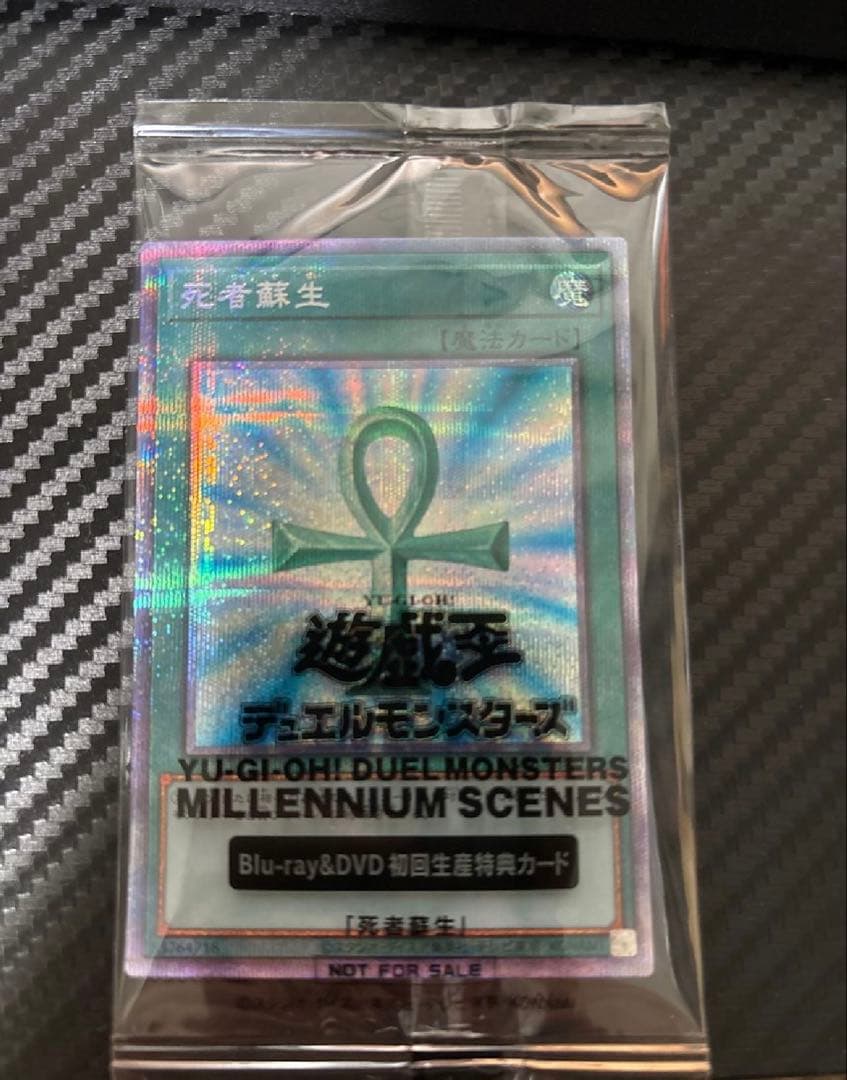 死者蘇生
魔
【魔法カード】
YU-GI-OH!
遊戯王
デュエルモンスターズ
YU-GI-OH! DUEL MONSTERS
MILLENNIUM SCENES
Blu-ray&DVD 初回生産特典カード
「死者蘇生」
NOT FOR SALE